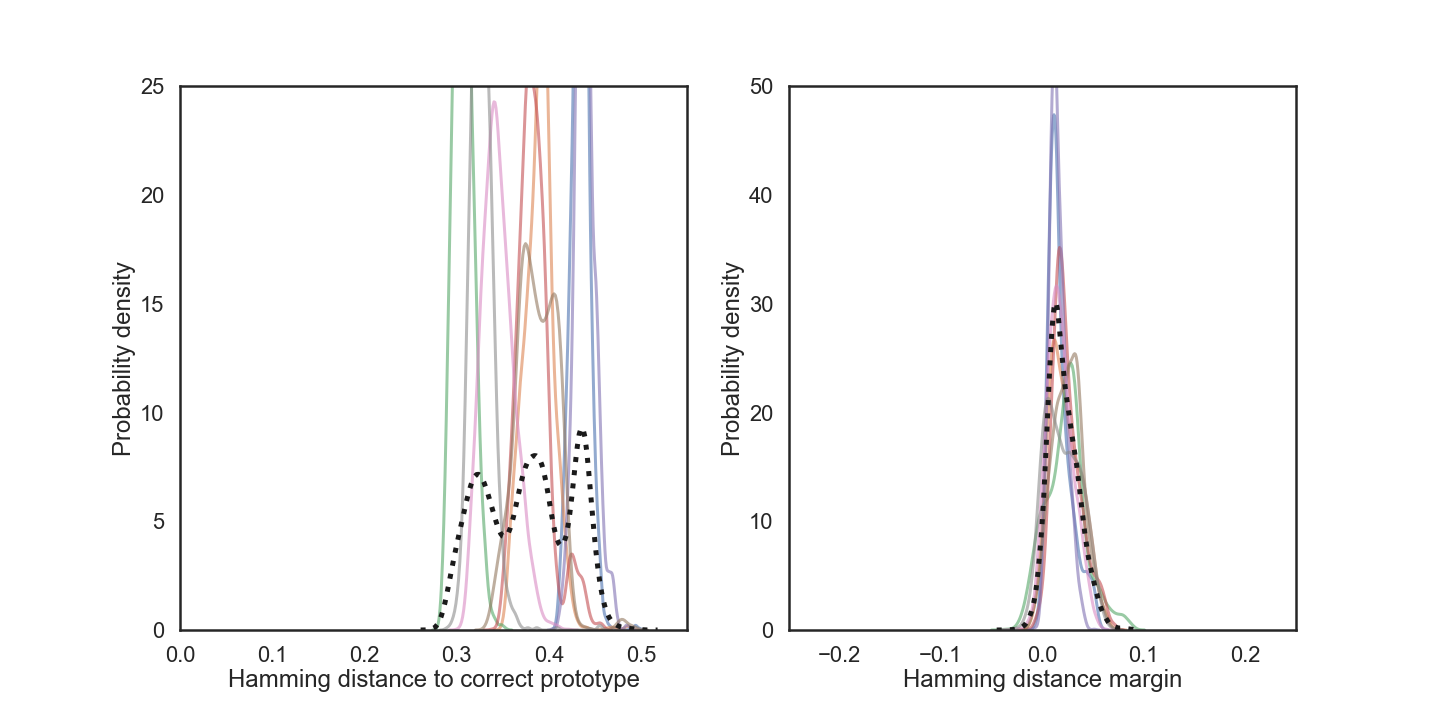 25
20
15
10
5
0
Probability density
0.0 0.1 0.2 0.3 0.4 0.5
Hamming distance to correct prototype
50
40
30
20
10
0
Probability density
−0.2 −0.1 0.0 0.1 0.2
Hamming distance margin